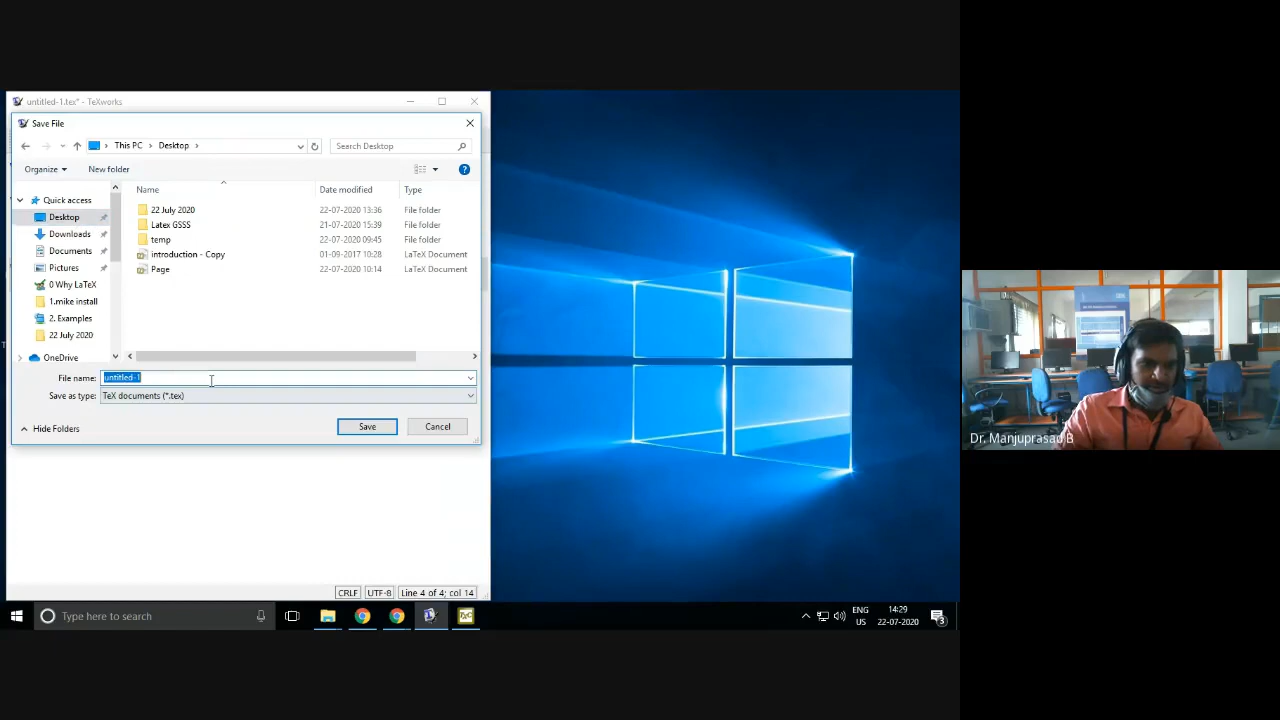 untitled-1.tex* - TeXworks
Save File
This PC > Desktop >
Search Desktop
Organize
New folder
Name Date modified Type
22 July 2020 22-07-2020 13:36 File folder
Latex GSSS 21-07-2020 15:39 File folder
temp 22-07-2020 09:45 File folder
introduction - Copy 01-09-2017 10:28 LaTeX Document
Page 22-07-2020 10:14 LaTeX Document
Quick access
Desktop
Downloads
Documents
Pictures
0 Why LaTeX
1.mike install
2. Examples
22 July 2020
OneDrive
File name: untitled-1
Save as type: TeX documents (*.tex)
Hide Folders
Save
Cancel
CRLF UTF-8 Line 4 of 4; col 14
Type here to search
ENG
US
14:29
22-07-2020
3
Dr. Manjuprasad B